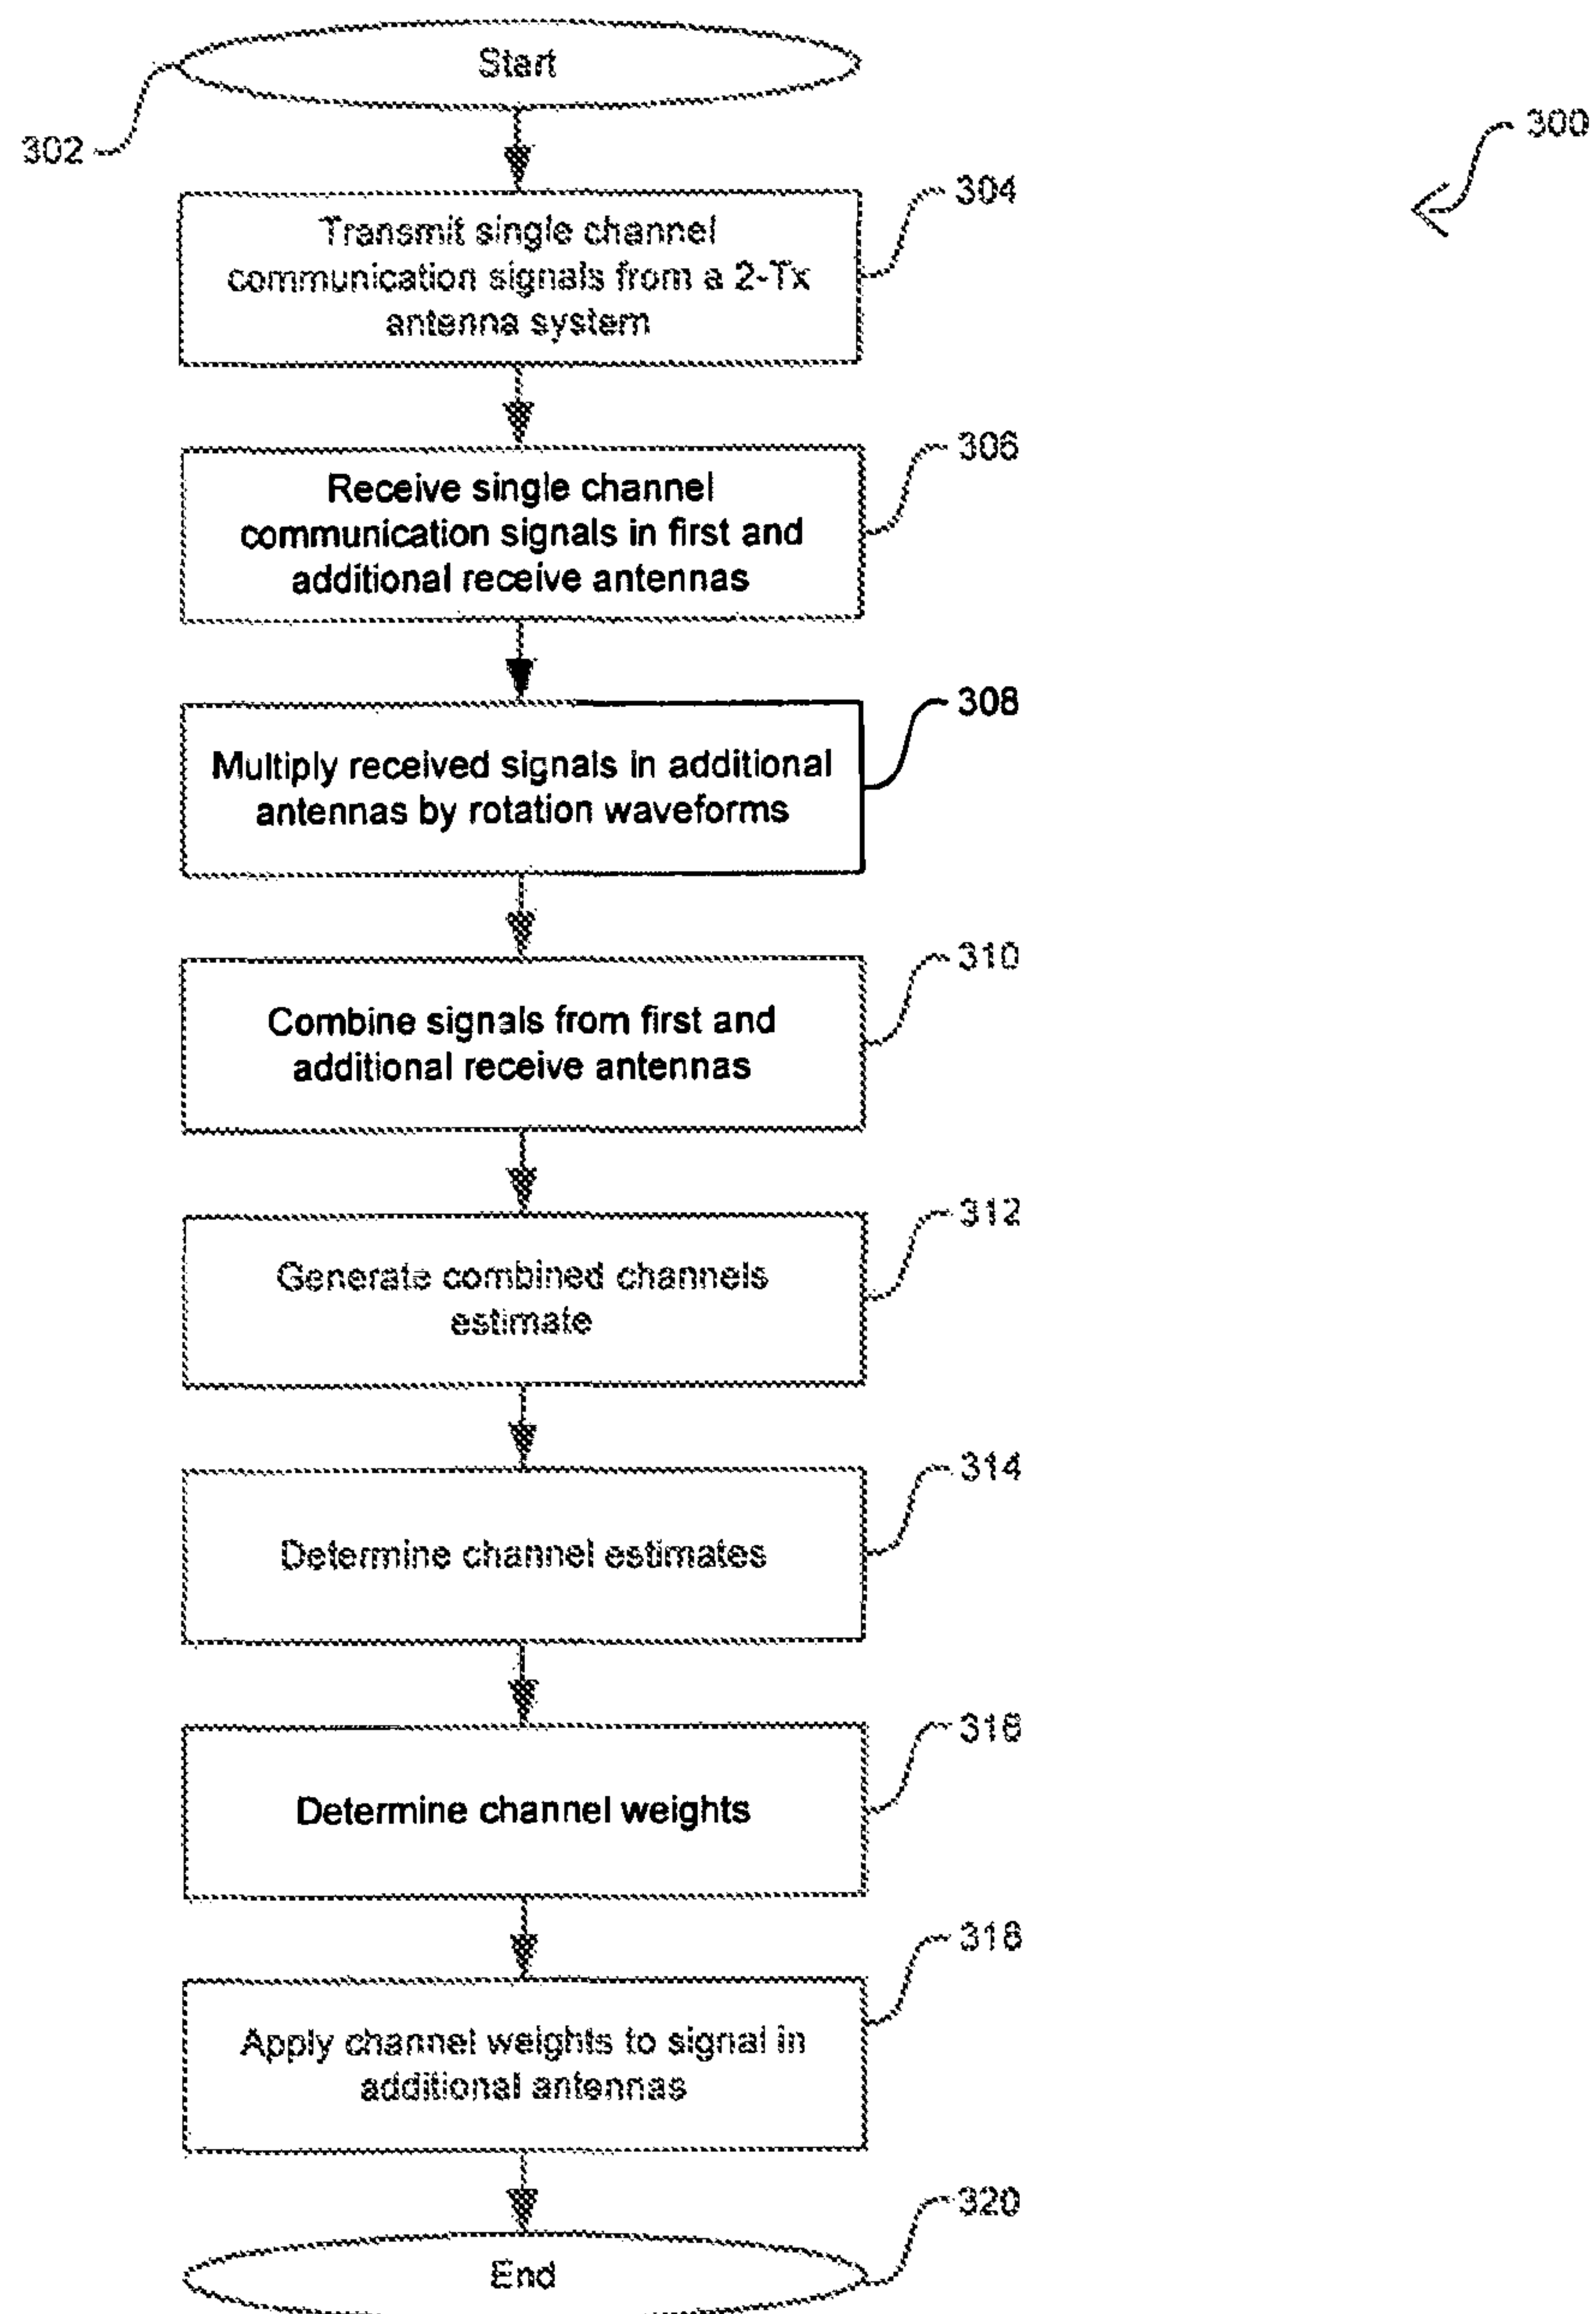 Start
302
300
304
Transmit single channel
communication signals from a 2-Tx
antenna system
306
Receive single channel
communication signals in first and
additional receive antennas
308
Multiply received signals in additional
antennas by rotation waveforms
310
Combine signals from first and
additional receive antennas
312
Generate combined channels
estimate
314
Determine channel estimates
316
Determine channel weights
318
Apply channel weights to signal in
additional antennas
320
End